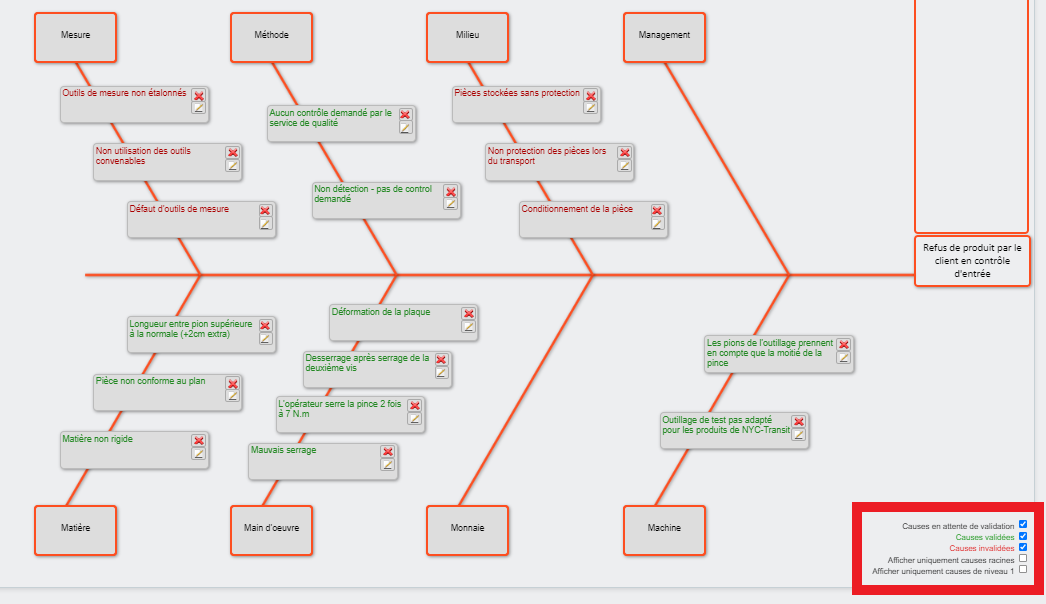 Mesure
Méthode
Milieu
Management
Outils de mesure non étalonnés
Non utilisation des outils
convenables
Défaut d'outils de mesure
Aucun contrôle demandé par le
service de qualité
Non détection - pas de control
demandé
Pièces stockées sans protection
Non protection des pièces lors
du transport
Conditionnement de la pièce
Refus de produit par le
client en contrôle
d'entrée
Longueur entre pion supérieure
à la normale (+2cm extra)
Pièce non conforme au plan
Matière non rigide
Déformation de la plaque
Desserrage après serrage de la
deuxième vis
L'opérateur serre la pince 2 fois
à 7 N.m
Mauvais serrage
Les pions de l'outillage prennent
en compte que la moitié de la
pince
Outillage de test pas adapté
pour les produits de NYC-Transit
Matière
Main d'oeuvre
Monnaie
Machine
Causes en attente de validation
Causes validées
Causes invalidées
Afficher uniquement causes racines
Afficher uniquement causes de niveau 1